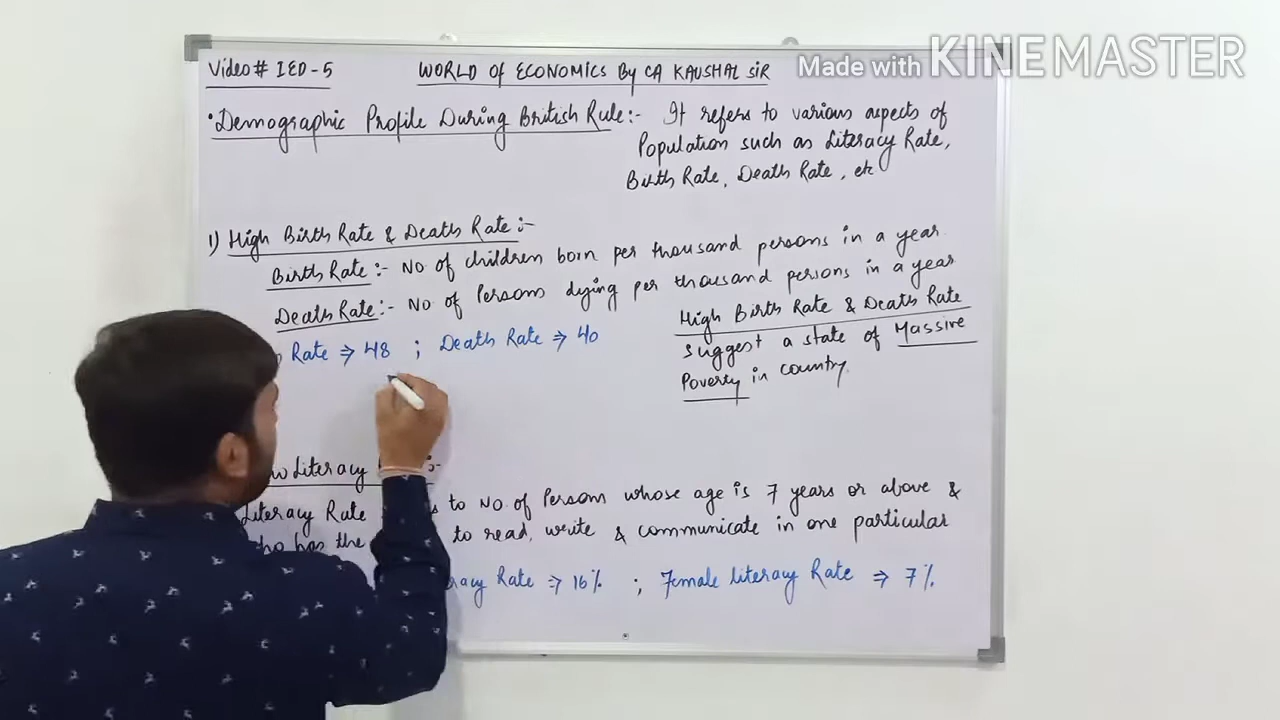 Made with KINEMASTER
Video# IED-5 WORLD of ECONOMICS By CA KAUSHAL SIR
• Demographic Profile During British Rule:- It refers to various aspects of
Population such as Literacy Rate,
Birth Rate, Death Rate, etc
1) High Birth Rate & Death Rate:-
Birth Rate:- No of children born per thousand persons in a year.
Death Rate:- No of Persons dying per thousand persons in a year
High Birth Rate & Death Rate
suggest a state of Massive
Poverty in country.
Rate ⇒ 48 ; Death Rate ⇒ 40
Literacy
Literacy Rate to No. of Persons whose age is 7 years or above &
who has the to read, write & communicate in one particular
Rate ⇒ 16% ; Female literacy Rate ⇒ 7%